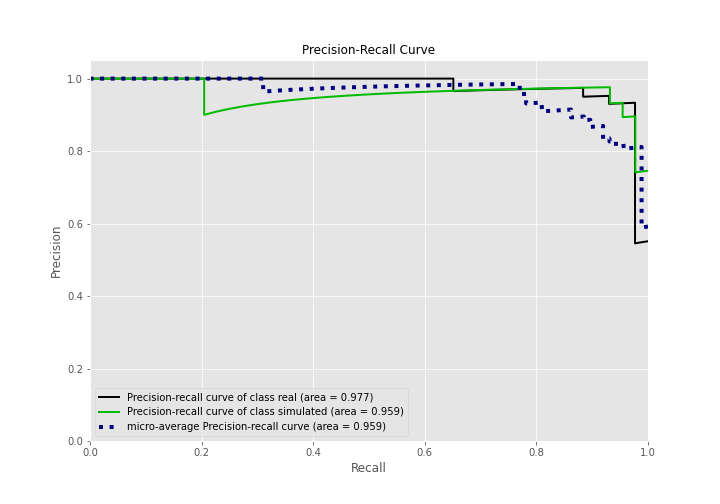 Precision-Recall Curve
1.0
0.8
0.6
0.4
0.2
0.0
Precision
Precision-recall curve of class real (area = 0.977)
Precision-recall curve of class simulated (area = 0.959)
micro-average Precision-recall curve (area = 0.959)
0.0 0.2 0.4 0.6 0.8 1.0
Recall